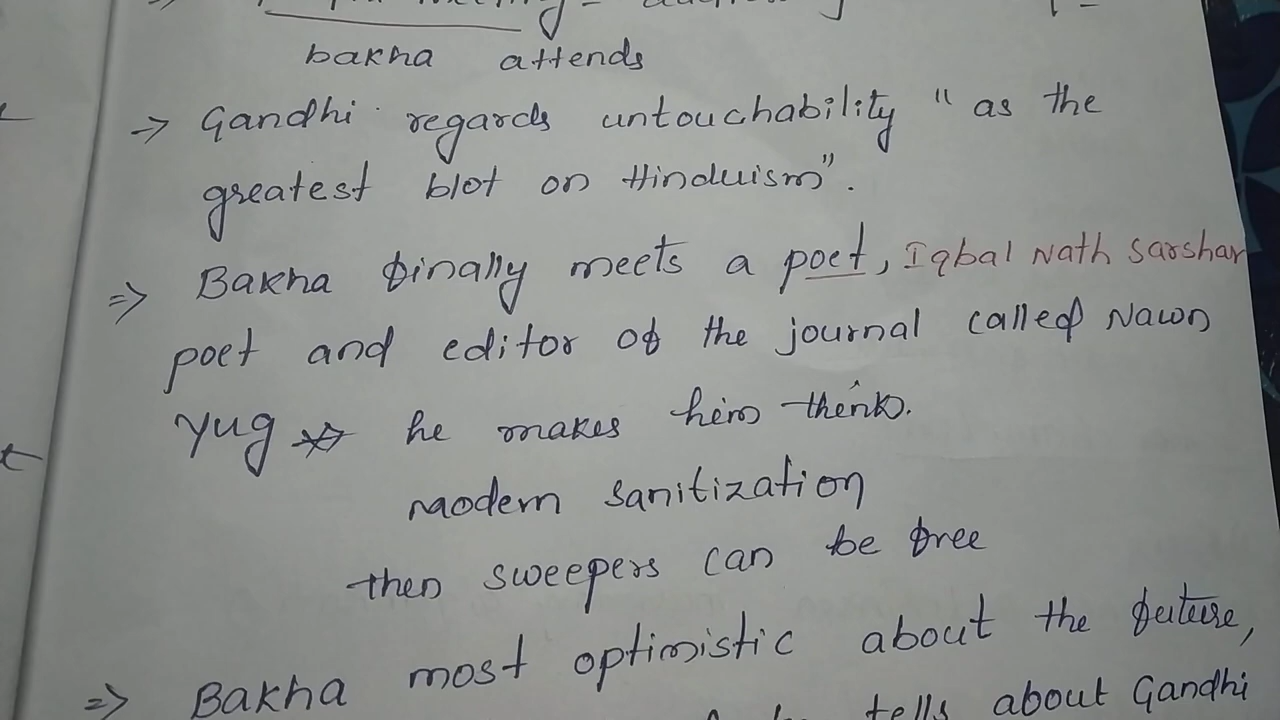 bakha attends
→ Gandhi regards untouchability " as the
greatest blot on Hinduism".
⇒ Bakha finally meets a poet, Iqbal Nath Sarshar
poet and editor of the journal called Nawn
Yug he makes him think.
Modern sanitization
then sweepers can be free
⇒ Bakha most optimistic about the future,
tells about Gandhi